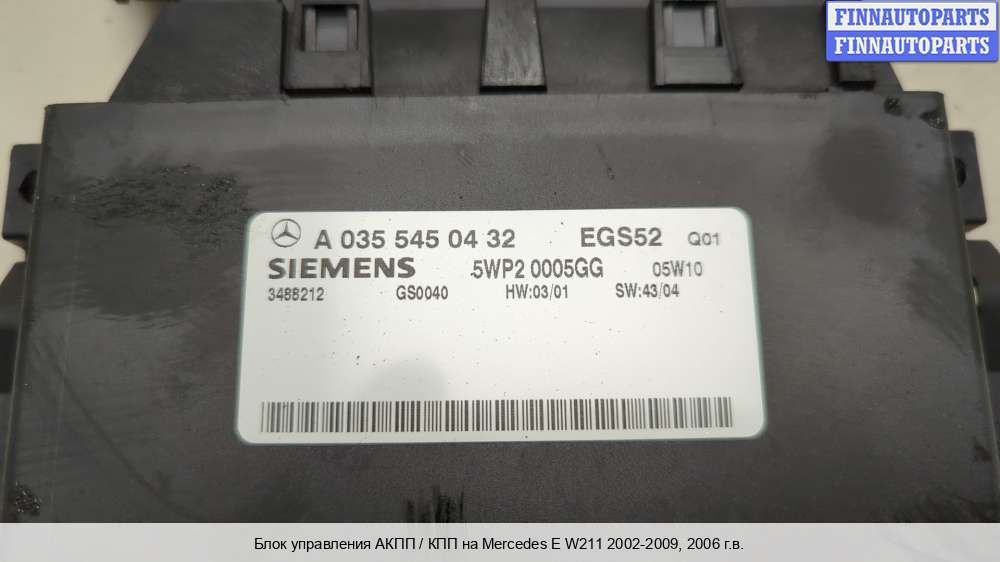 FINNAUTOPARTS
FINNAUTOPARTS
A 035 545 04 32 EGS52 Q01
SIEMENS 5WP2 0005GG 05W10
3488212 GS0040 HW:03/01 SW:43/04
Блок управления АКПП / КПП на Mercedes E W211 2002-2009, 2006 г.в.